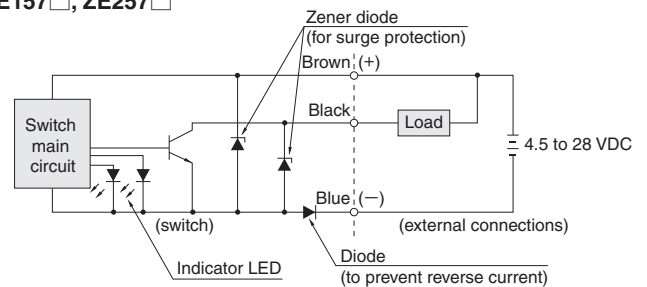 ZE157□, ZE257□
Zener diode
(for surge protection)
Brown (+)
Black
Load
Switch
main
circuit
4.5 to 28 VDC
Blue (−)
(switch)
(external connections)
Indicator LED
Diode
(to prevent reverse current)